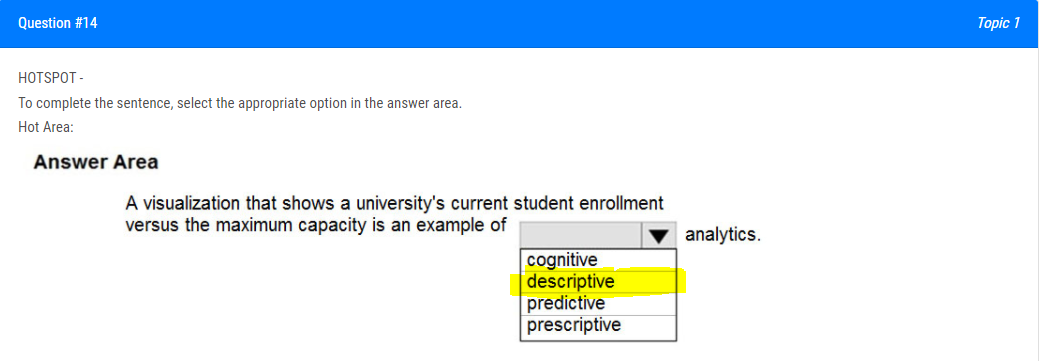 Question #14 Topic 1
HOTSPOT -
To complete the sentence, select the appropriate option in the answer area.
Hot Area:
Answer Area
A visualization that shows a university's current student enrollment
versus the maximum capacity is an example of analytics.
cognitive
descriptive
predictive
prescriptive